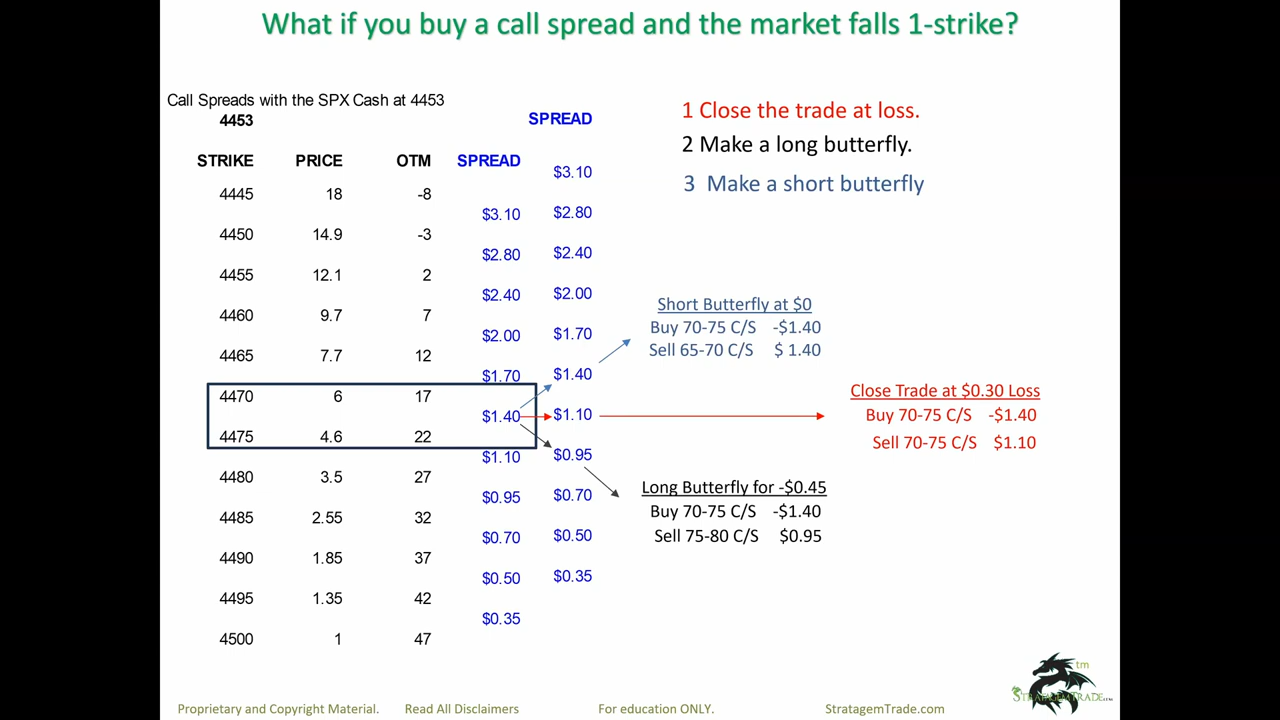 What if you buy a call spread and the market falls 1-strike?
Call Spreads with the SPX Cash at 4453
4453
SPREAD
STRIKE PRICE OTM SPREAD
$3.10
4445 18 -8
$3.10 $2.80
4450 14.9 -3
$2.80 $2.40
4455 12.1 2
$2.40 $2.00
4460 9.7 7
$2.00 $1.70
4465 7.7 12
$1.70 $1.40
4470 6 17
$1.40 $1.10
4475 4.6 22
$1.10 $0.95
4480 3.5 27
$0.95 $0.70
4485 2.55 32
$0.70 $0.50
4490 1.85 37
$0.50 $0.35
4495 1.35 42
$0.35
4500 1 47
1 Close the trade at loss.
2 Make a long butterfly.
3 Make a short butterfly
Short Butterfly at $0
Buy 70-75 C/S -$1.40
Sell 65-70 C/S $ 1.40
Close Trade at $0.30 Loss
Buy 70-75 C/S -$1.40
Sell 70-75 C/S $1.10
Long Butterfly for -$0.45
Buy 70-75 C/S -$1.40
Sell 75-80 C/S $0.95
tm
STRATAGEMTRADE.COM
Proprietary and Copyright Material. Read All Disclaimers For education ONLY. StratagemTrade.com